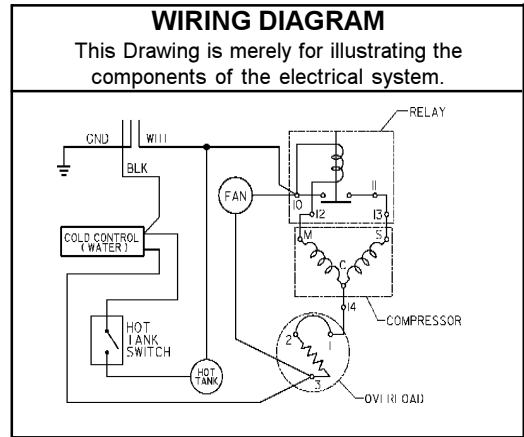 WIRING DIAGRAM
This Drawing is merely for illustrating the
components of the electrical system.
RELAY
GND
WHT
BLK
FAN
10
11
12
13
M
S
C
COLD CONTROL
(WATER)
14
COMPRESSOR
HOT
TANK
SWITCH
2
1
HOT
TANK
3
OVERLOAD